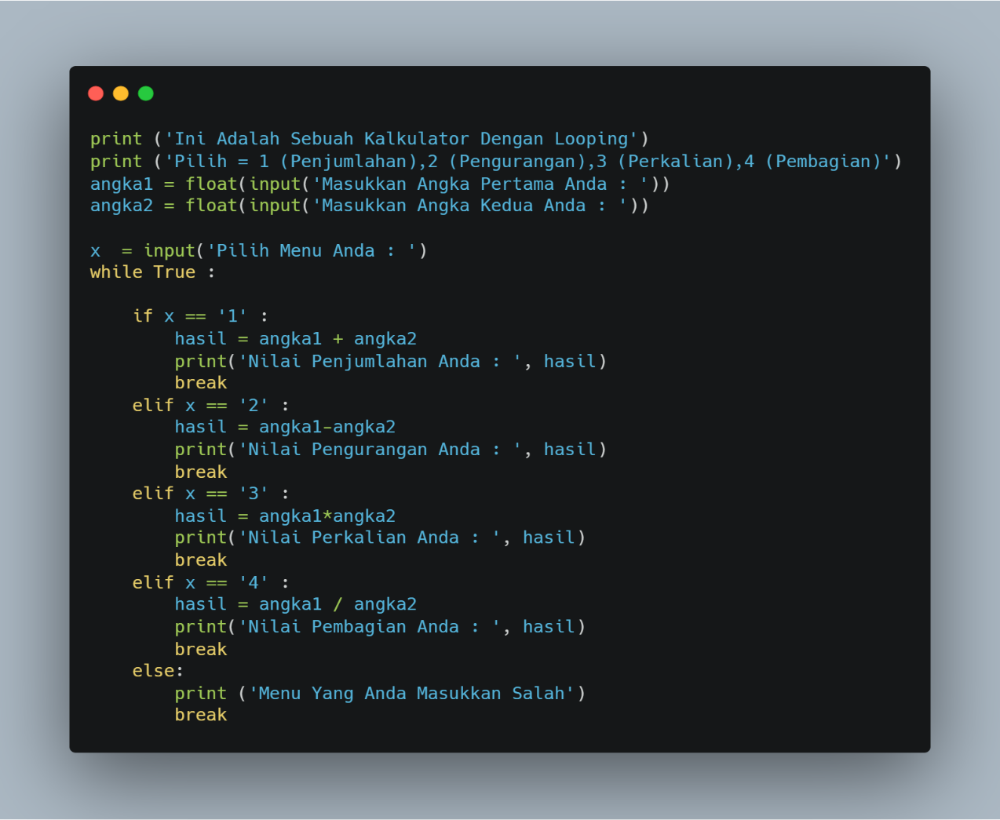 print ('Ini Adalah Sebuah Kalkulator Dengan Looping')
print ('Pilih = 1 (Penjumlahan),2 (Pengurangan),3 (Perkalian),4 (Pembagian)')
angka1 = float(input('Masukkan Angka Pertama Anda : '))
angka2 = float(input('Masukkan Angka Kedua Anda : '))

x  = input('Pilih Menu Anda : ')
while True :

    if x == '1' :
        hasil = angka1 + angka2
        print('Nilai Penjumlahan Anda : ', hasil)
        break
    elif x == '2' :
        hasil = angka1-angka2
        print('Nilai Pengurangan Anda : ', hasil)
        break
    elif x == '3' :
        hasil = angka1*angka2
        print('Nilai Perkalian Anda : ', hasil)
        break
    elif x == '4' :
        hasil = angka1 / angka2
        print('Nilai Pembagian Anda : ', hasil)
        break
    else:
        print ('Menu Yang Anda Masukkan Salah')
        break